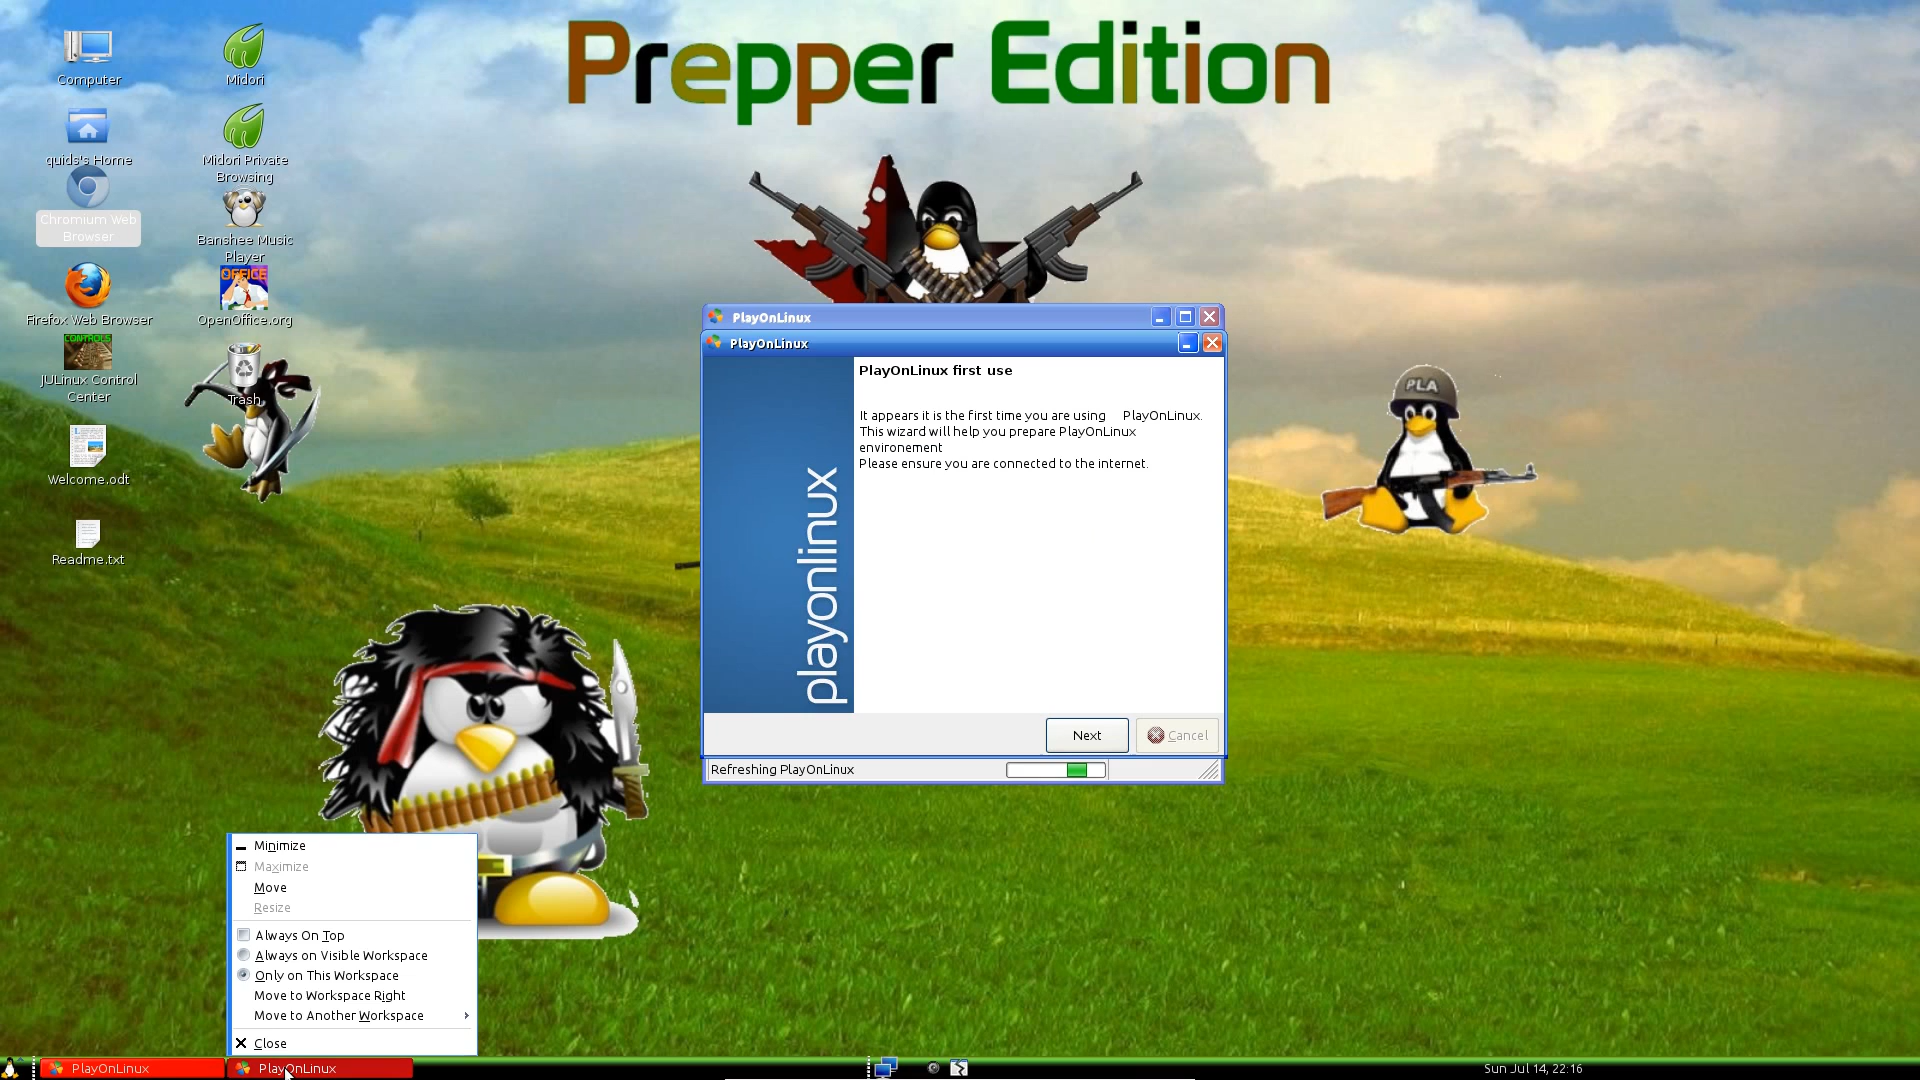 Prepper Edition
Computer
Midori
quids's Home
Midori Private
Browsing
Chromium Web
Browser
Banshee Music
Player
OFFICE
Firefox Web Browser
OpenOffice.org
CONTROLS
JULinux Control
Center
Trash
Welcome.odt
Readme.txt
PLA
PlayOnLinux
PlayOnLinux
PlayOnLinux first use
It appears it is the first time you are using PlayOnLinux.
This wizard will help you prepare PlayOnLinux
environement
Please ensure you are connected to the internet.
playonlinux
Next
Cancel
Refreshing PlayOnLinux
Minimize
Maximize
Move
Resize
Always On Top
Always on Visible Workspace
Only on This Workspace
Move to Workspace Right
Move to Another Workspace
Close
PlayOnLinux
PlayOnLinux
Sun Jul 14, 22:16